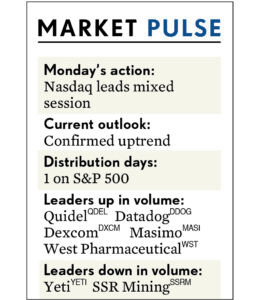 MARKET PULSE
Monday's action:
Nasdaq leads mixed
session
Current outlook:
Confirmed uptrend
Distribution days:
1 on S&P 500
Leaders up in volume:
Quidel QDEL Datadog DDOG
Dexcom DXCM Masimo MASI
West Pharmaceutical WST
Leaders down in volume:
Yeti YETI SSR Mining SSRM